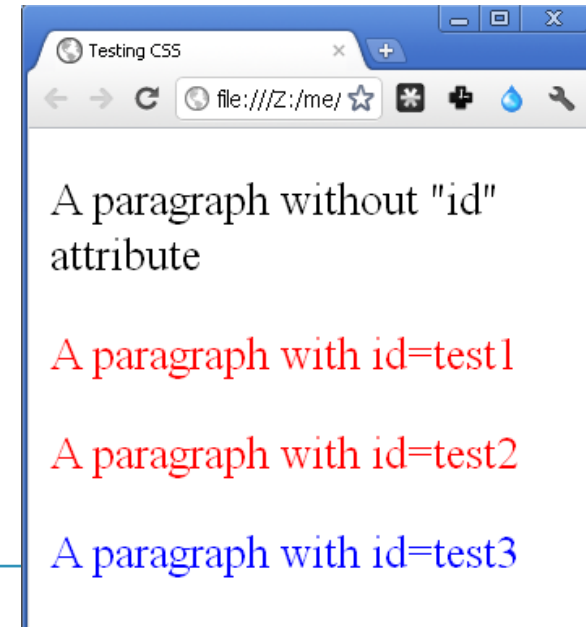 Testing CSS
file:///Z:/me/
A paragraph without "id"
attribute
A paragraph with id=test1
A paragraph with id=test2
A paragraph with id=test3